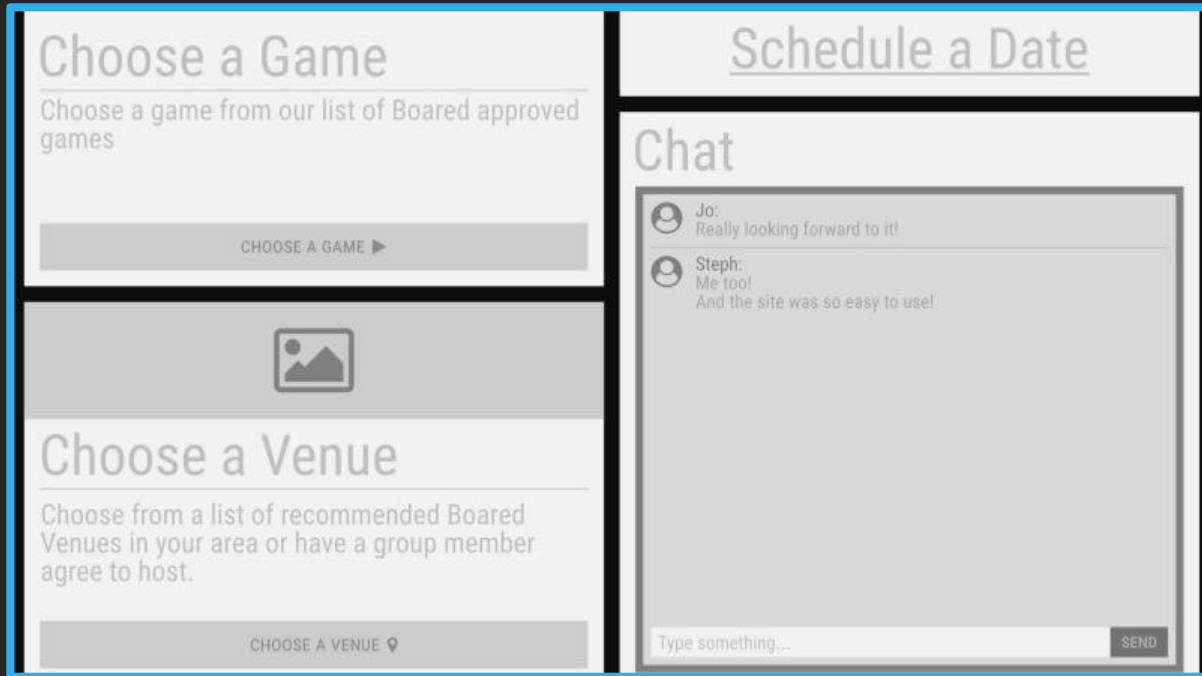 Choose a Game
Choose a game from our list of Boared approved
games
CHOOSE A GAME
Choose a Venue
Choose from a list of recommended Boared
Venues in your area or have a group member
agree to host.
CHOOSE A VENUE
Schedule a Date
Chat
Jo:
Really looking forward to it!
Steph:
Me too!
And the site was so easy to use!
Type something...
SEND